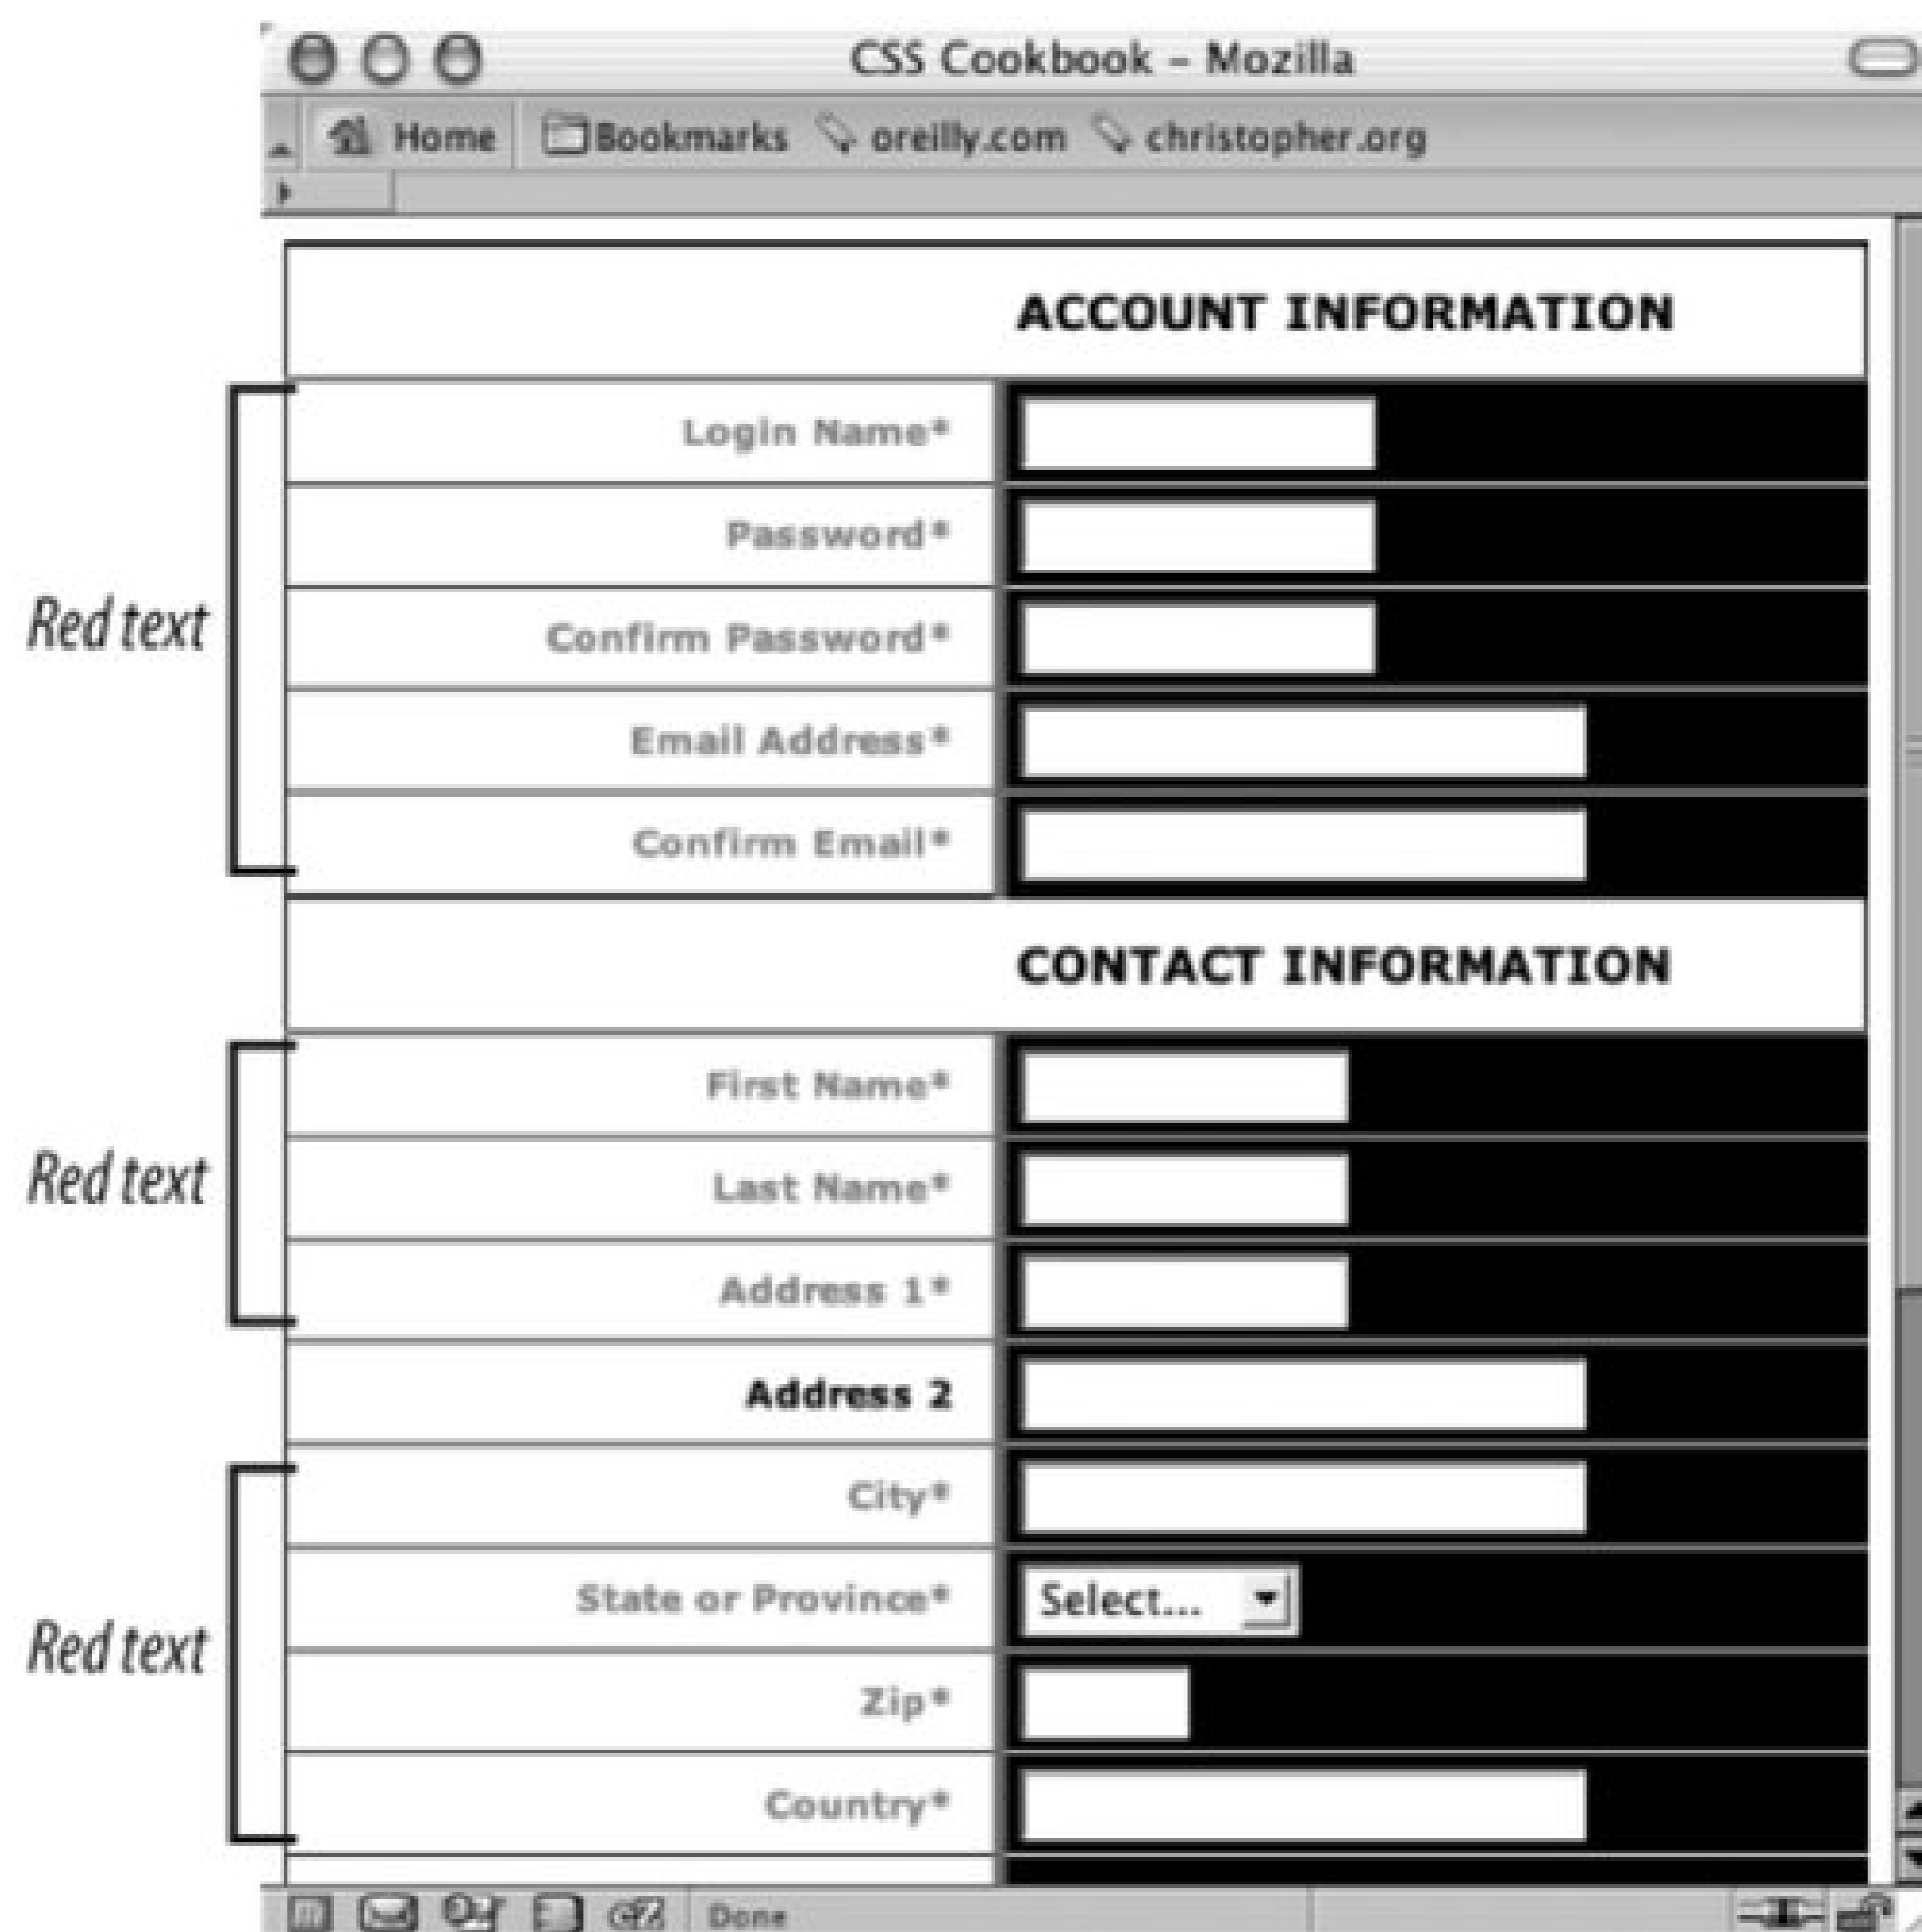 CSS Cookbook – Mozilla
Home Bookmarks oreilly.com christopher.org
ACCOUNT INFORMATION
Login Name*
Password*
Red text
Confirm Password*
Email Address*
Confirm Email*
CONTACT INFORMATION
First Name*
Red text
Last Name*
Address 1*
Address 2
City*
State or Province* Select...
Red text
Zip*
Country*
Done